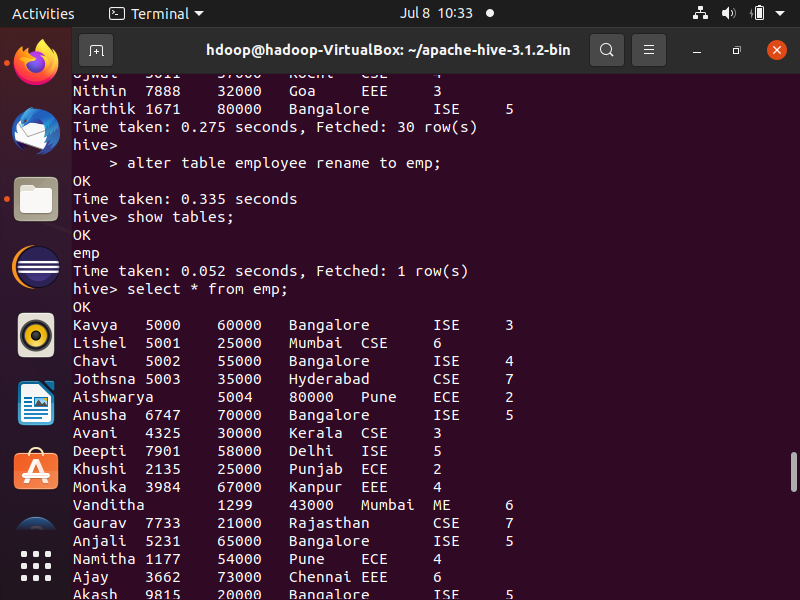 Activities Terminal Jul 8 10:33
hdoop@hadoop-VirtualBox: ~/apache-hive-3.1.2-bin
Nithin 7888 32000 Goa EEE 3
Karthik 1671 80000 Bangalore ISE 5
Time taken: 0.275 seconds, Fetched: 30 row(s)
hive>
> alter table employee rename to emp;
OK
Time taken: 0.335 seconds
hive> show tables;
OK
emp
Time taken: 0.052 seconds, Fetched: 1 row(s)
hive> select * from emp;
OK
Kavya 5000 60000 Bangalore ISE 3
Lishel 5001 25000 Mumbai CSE 6
Chavi 5002 55000 Bangalore ISE 4
Jothsna 5003 35000 Hyderabad CSE 7
Aishwarya 5004 80000 Pune ECE 2
Anusha 6747 70000 Bangalore ISE 5
Avani 4325 30000 Kerala CSE 3
Deepti 7901 58000 Delhi ISE 5
Khushi 2135 25000 Punjab ECE 2
Monika 3984 67000 Kanpur EEE 4
Vanditha 1299 43000 Mumbai ME 6
Gaurav 7733 21000 Rajasthan CSE 7
Anjali 5231 65000 Bangalore ISE 5
Namitha 1177 54000 Pune ECE 4
Ajay 3662 73000 Chennai EEE 6
Akash 9815 20000 Bangalore ISE 5